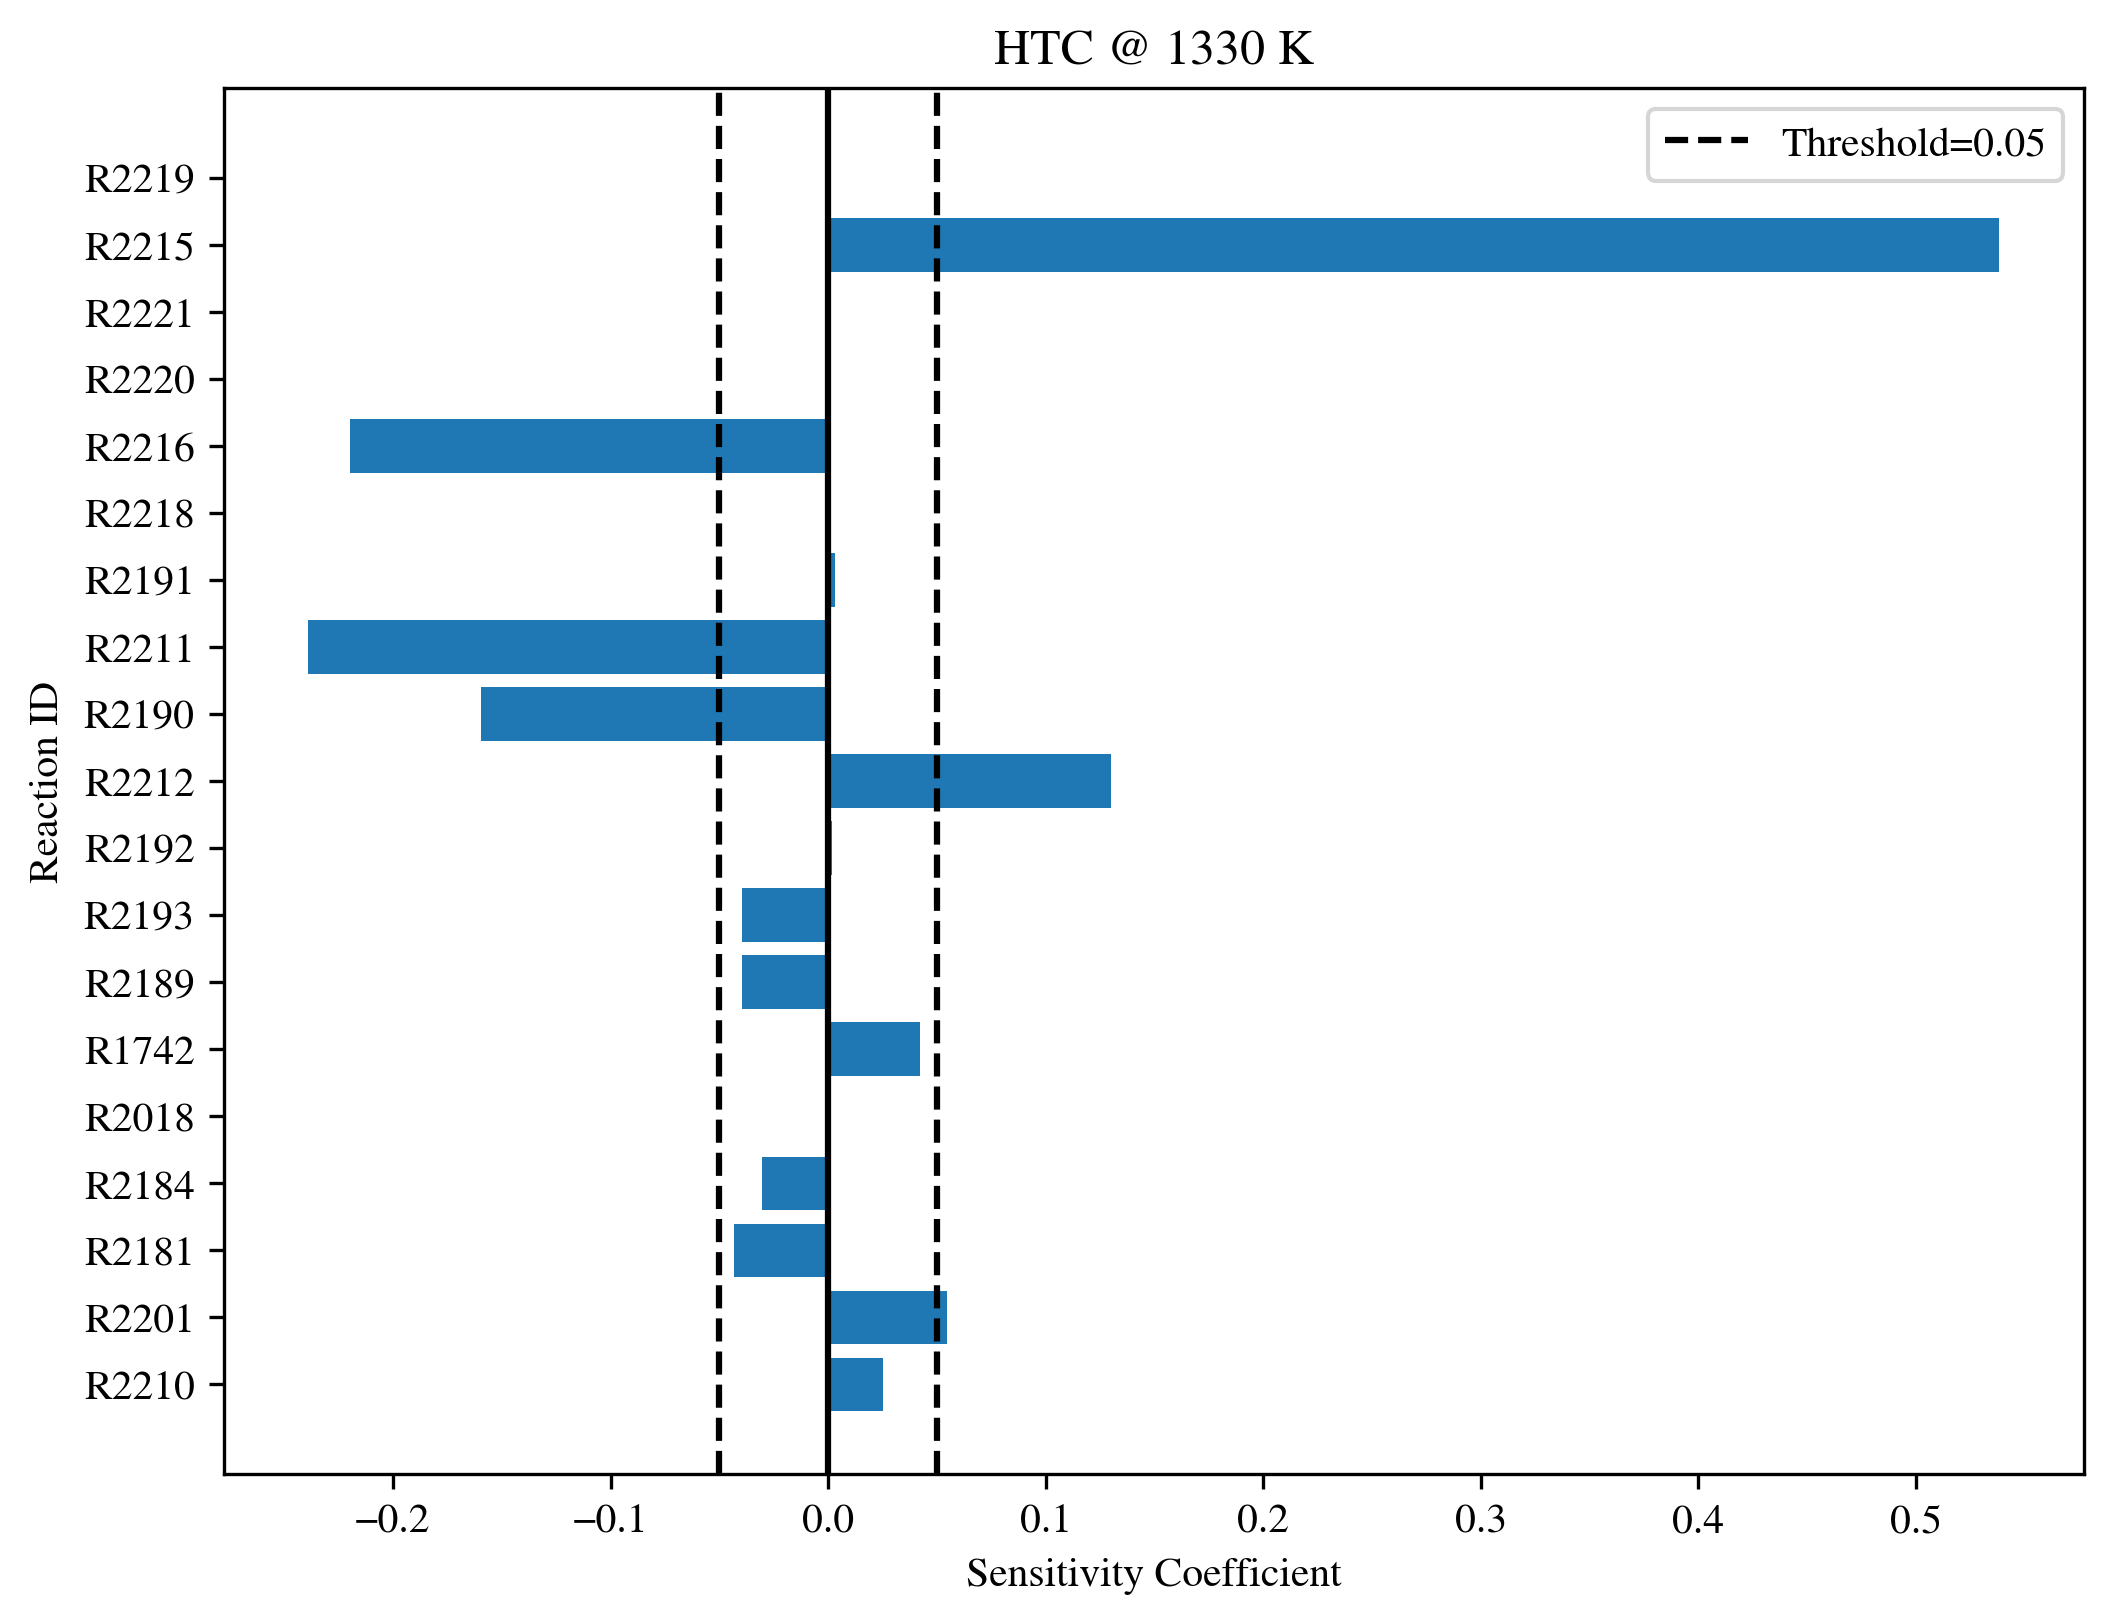 HTC @ 1330 K
Threshold=0.05
R2219
R2215
R2221
R2220
R2216
R2218
R2191
R2211
R2190
R2212
R2192
R2193
R2189
R1742
R2018
R2184
R2181
R2201
R2210
Reaction ID
−0.2 −0.1 0.0 0.1 0.2 0.3 0.4 0.5
Sensitivity Coefficient